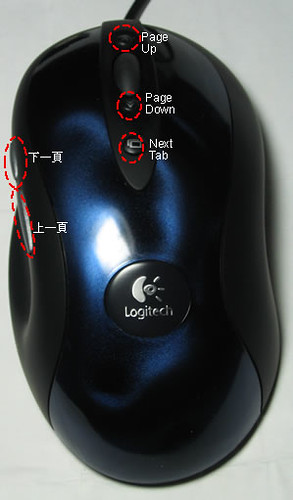 Page
Up
Page
Down
Next
Tab
下一頁
上一頁
Logitech